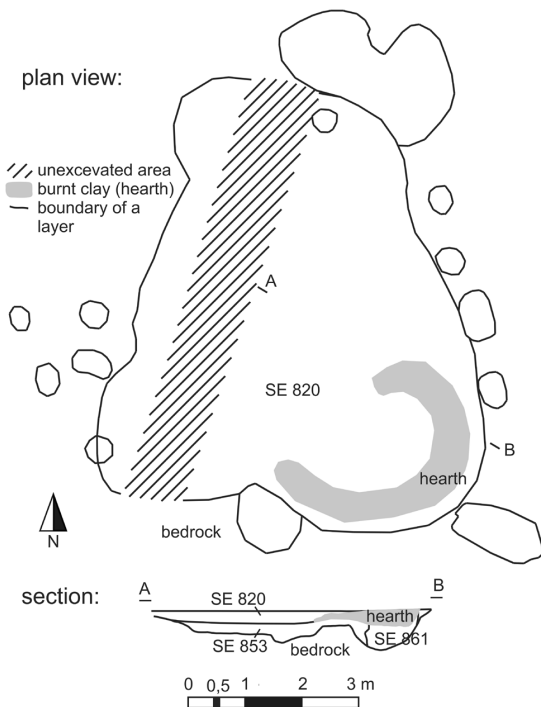 plan view:
unexcevated area
burnt clay (hearth)
boundary of a
layer
A
SE 820
B
hearth
N
bedrock
section:
A
B
SE 820
hearth
SE 853
bedrock
SE 861
0 0,5 1 2 3 m